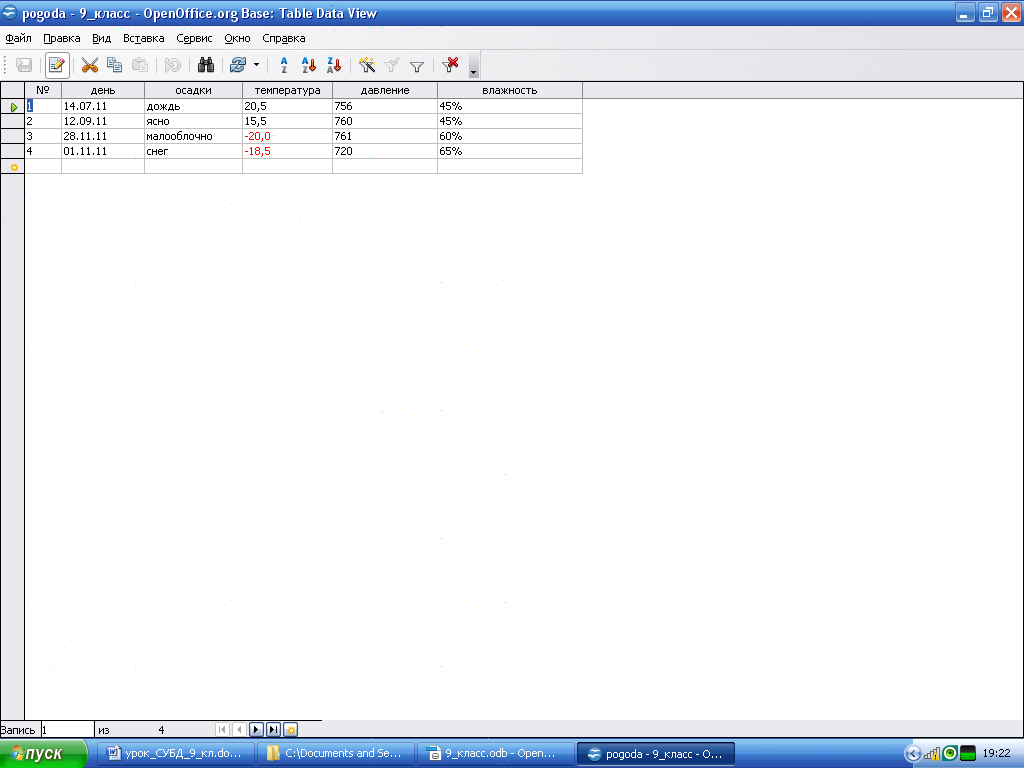 pogoda - 9_класс - OpenOffice.org Base: Table Data View
Файл Правка Вид Вставка Сервис Окно Справка
№ день осадки температура давление влажность
1 14.07.11 дождь 20,5 756 45%
2 12.09.11 ясно 15,5 760 45%
3 28.11.11 малооблочно -20,0 761 60%
4 01.11.11 снег -18,5 720 65%
Запись 1 из 4
пуск урок_СУБД_9_кл.do... C:\Documents and Se... 9_класс.odb - Open... pogoda - 9_класс - O... 19:22